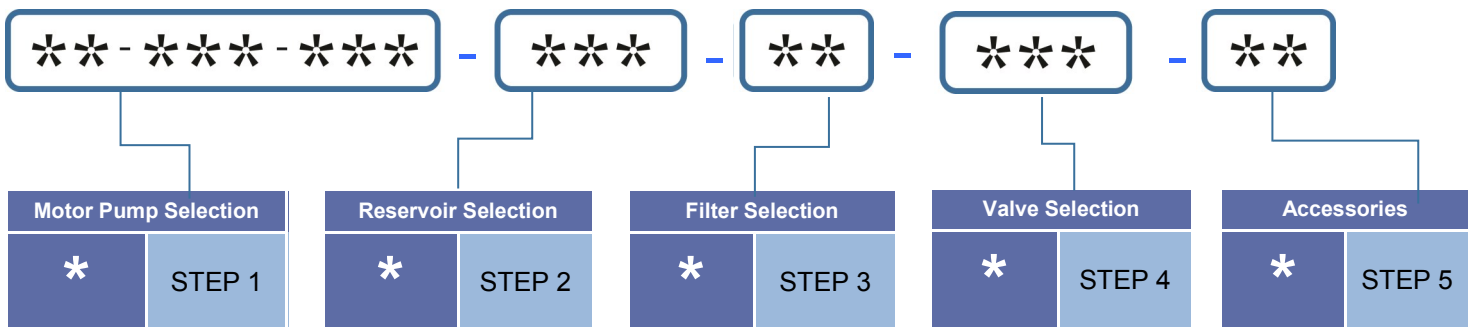 **-***-*** - *** - ** - *** - **
Motor Pump Selection Reservoir Selection Filter Selection Valve Selection Accessories
* STEP 1 * STEP 2 * STEP 3 * STEP 4 * STEP 5